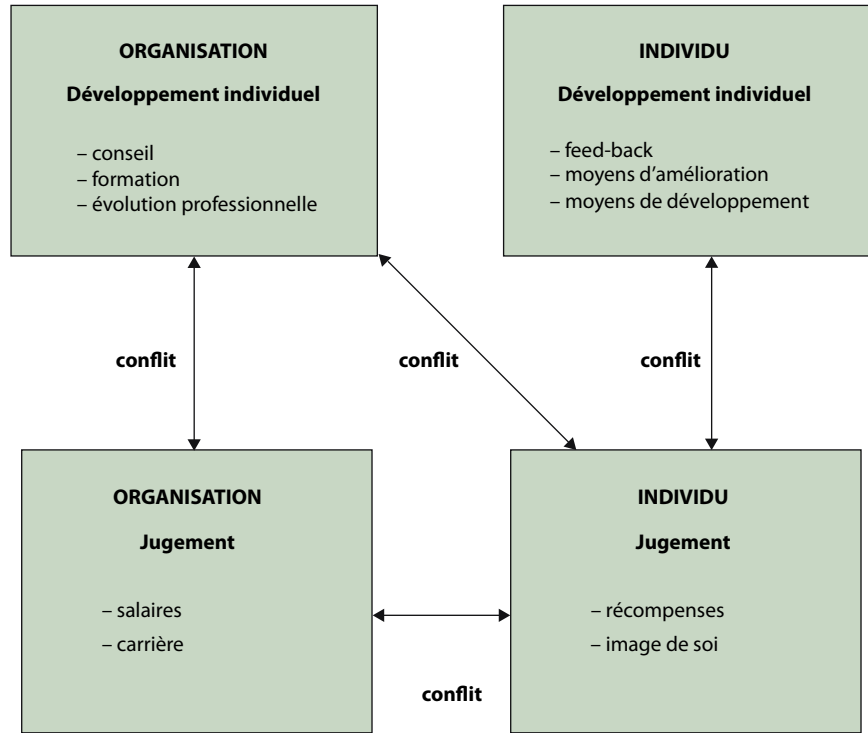 ORGANISATION
Développement individuel
– conseil
– formation
– évolution professionnelle
INDIVIDU
Développement individuel
– feed-back
– moyens d'amélioration
– moyens de développement
conflit
conflit
conflit
ORGANISATION
Jugement
– salaires
– carrière
INDIVIDU
Jugement
– récompenses
– image de soi
conflit